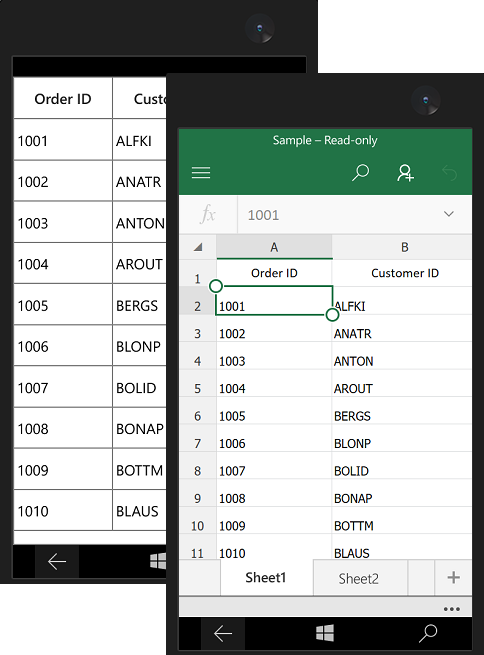 Order ID Custo
1001 ALFKI
1002 ANATR
1003 ANTON
1004 AROUT
1005 BERGS
1006 BLONP
1007 BOLID
1008 BONAP
1009 BOTTM
1010 BLAUS
Sample – Read-only
fx 1001
A B
1 Order ID Customer ID
2 1001 ALFKI
3 1002 ANATR
4 1003 ANTON
5 1004 AROUT
6 1005 BERGS
7 1006 BLONP
8 1007 BOLID
9 1008 BONAP
10 1009 BOTTM
11 1010 BLAUS
Sheet1 Sheet2 +